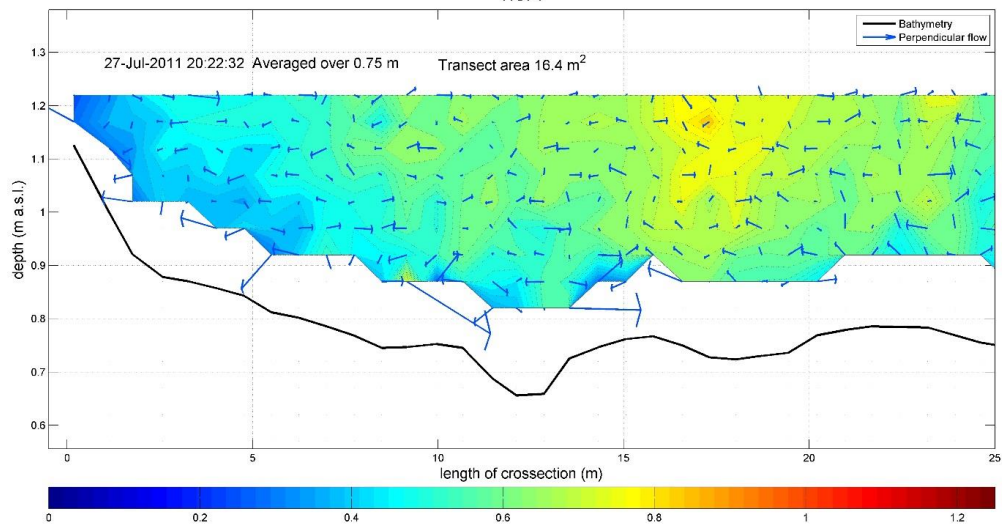 Bathymetry
Perpendicular flow
27-Jul-2011 20:22:32 Averaged over 0.75 m Transect area 16.4 m²
depth (m a.s.l.)
1.3
1.2
1.1
1
0.9
0.8
0.7
0.6
0 5 10 15 20 25
length of crossection (m)
0 0.2 0.4 0.6 0.8 1 1.2